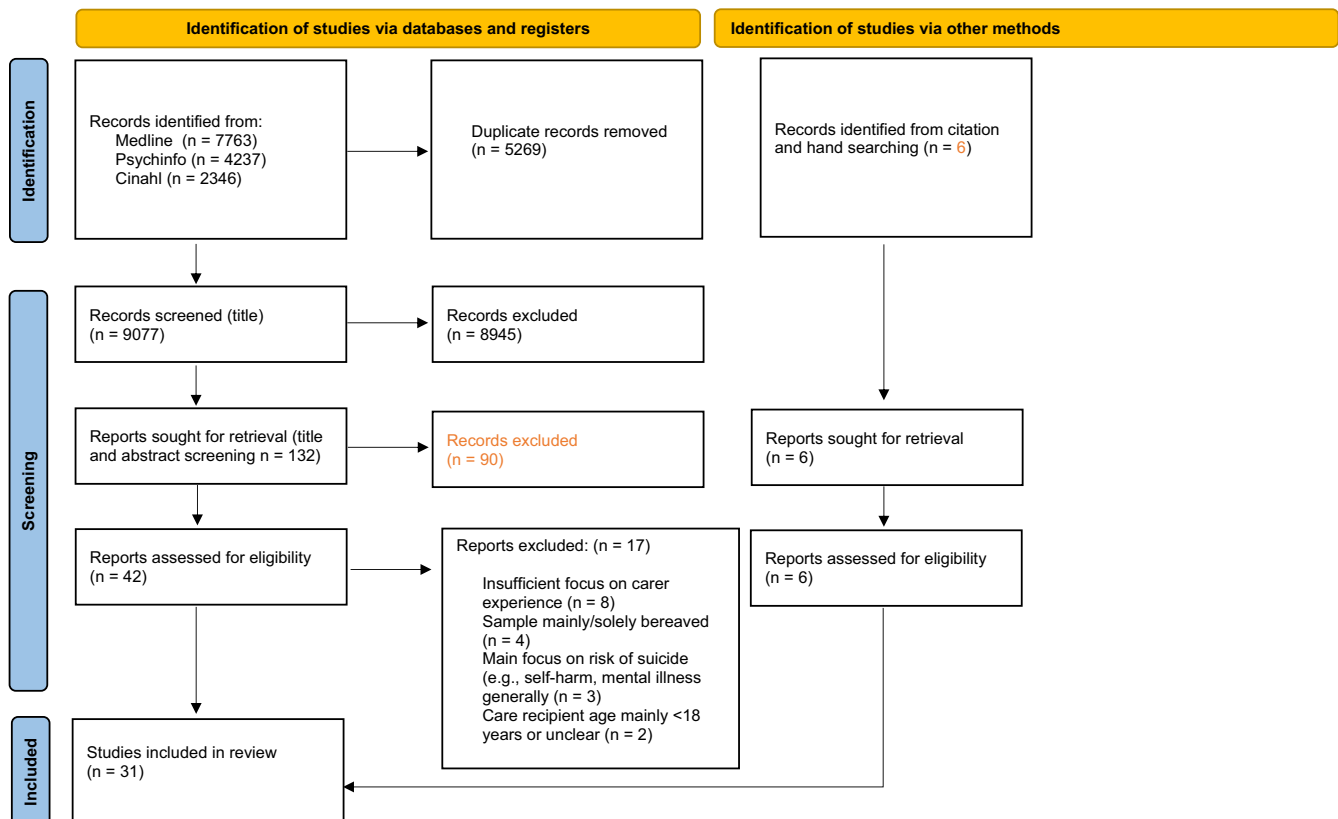 Identification of studies via databases and registers
Identification of studies via other methods
Identification
Records identified from:
Medline (n = 7763)
Psychinfo (n = 4237)
Cinahl (n = 2346)
Duplicate records removed
(n = 5269)
Records identified from citation
and hand searching (n = 6)
Screening
Records screened (title)
(n = 9077)
Records excluded
(n = 8945)
Reports sought for retrieval (title
and abstract screening n = 132)
Records excluded
(n = 90)
Reports sought for retrieval
(n = 6)
Reports assessed for eligibility
(n = 42)
Reports excluded: (n = 17)
Insufficient focus on carer
experience (n = 8)
Sample mainly/solely bereaved
(n = 4)
Main focus on risk of suicide
(e.g., self-harm, mental illness
generally (n = 3)
Care recipient age mainly <18
years or unclear (n = 2)
Reports assessed for eligibility
(n = 6)
Included
Studies included in review
(n = 31)